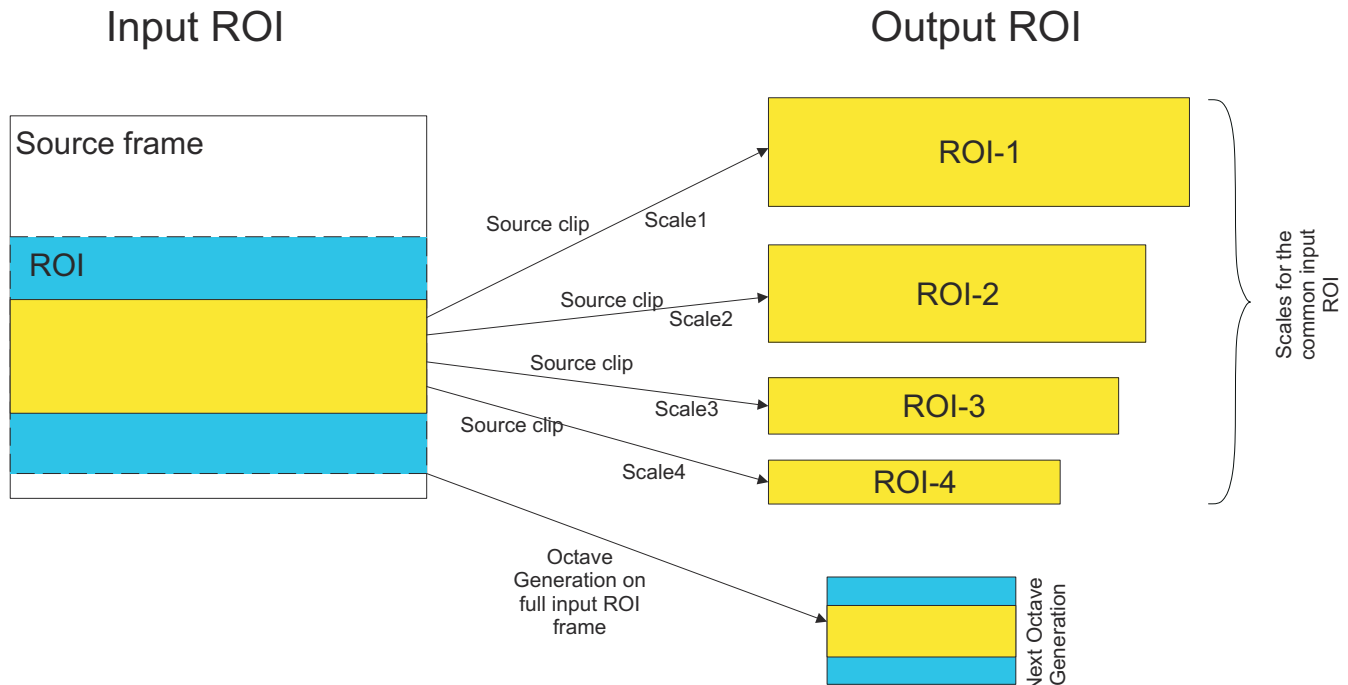 Input ROI
Output ROI
Source frame
ROI
Source clip
Scale1
ROI-1
Source clip
Scale2
ROI-2
Source clip
Scale3
ROI-3
Source clip
Scale4
ROI-4
Scales for the
common input
ROI
Octave
Generation on
full input ROI
frame
Next Octave
Generation